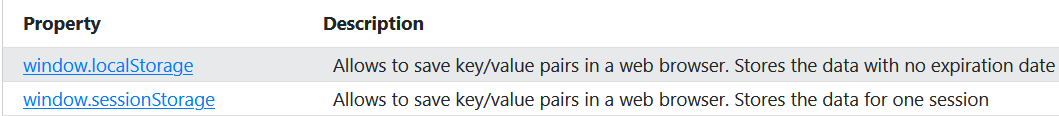 Property Description
window.localStorage Allows to save key/value pairs in a web browser. Stores the data with no expiration date
window.sessionStorage Allows to save key/value pairs in a web browser. Stores the data for one session